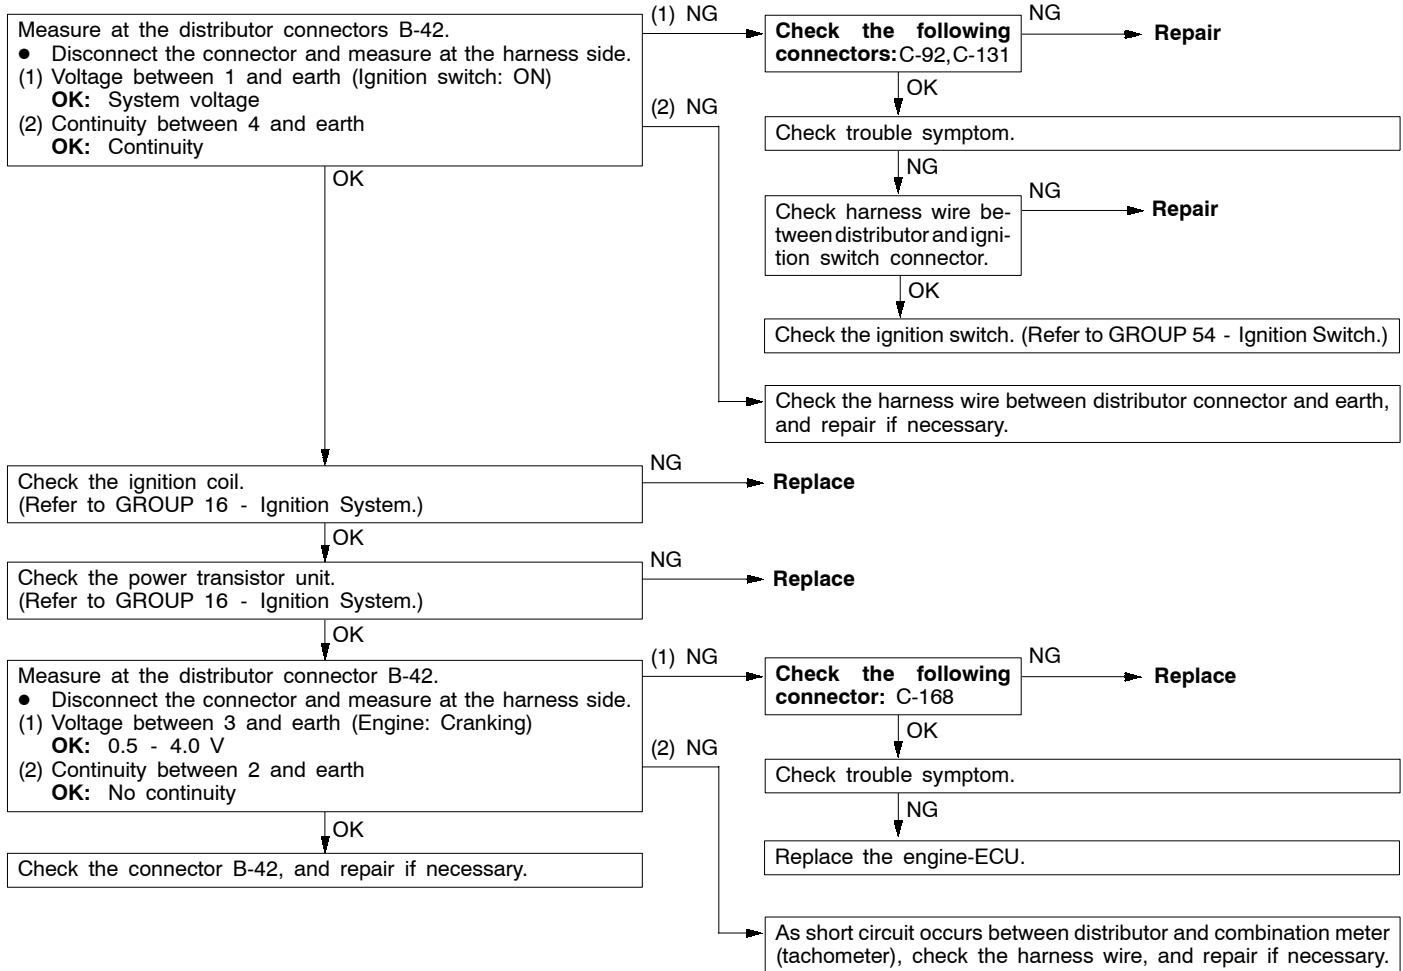 Measure at the distributor connectors B-42.
● Disconnect the connector and measure at the harness side.
(1) Voltage between 1 and earth (Ignition switch: ON)
OK: System voltage
(2) Continuity between 4 and earth
OK: Continuity
(1) NG
Check the following
connectors: C-92, C-131
NG
Repair
OK
(2) NG
Check trouble symptom.
NG
Check harness wire be-
tween distributor and igni-
tion switch connector.
NG
Repair
OK
Check the ignition switch. (Refer to GROUP 54 - Ignition Switch.)
Check the harness wire between distributor connector and earth,
and repair if necessary.
OK
Check the ignition coil.
(Refer to GROUP 16 - Ignition System.)
NG
Replace
OK
Check the power transistor unit.
(Refer to GROUP 16 - Ignition System.)
NG
Replace
OK
Measure at the distributor connector B-42.
● Disconnect the connector and measure at the harness side.
(1) Voltage between 3 and earth (Engine: Cranking)
OK: 0.5 - 4.0 V
(2) Continuity between 2 and earth
OK: No continuity
(1) NG
Check the following
connector: C-168
NG
Replace
OK
(2) NG
Check trouble symptom.
NG
Replace the engine-ECU.
OK
Check the connector B-42, and repair if necessary.
As short circuit occurs between distributor and combination meter
(tachometer), check the harness wire, and repair if necessary.